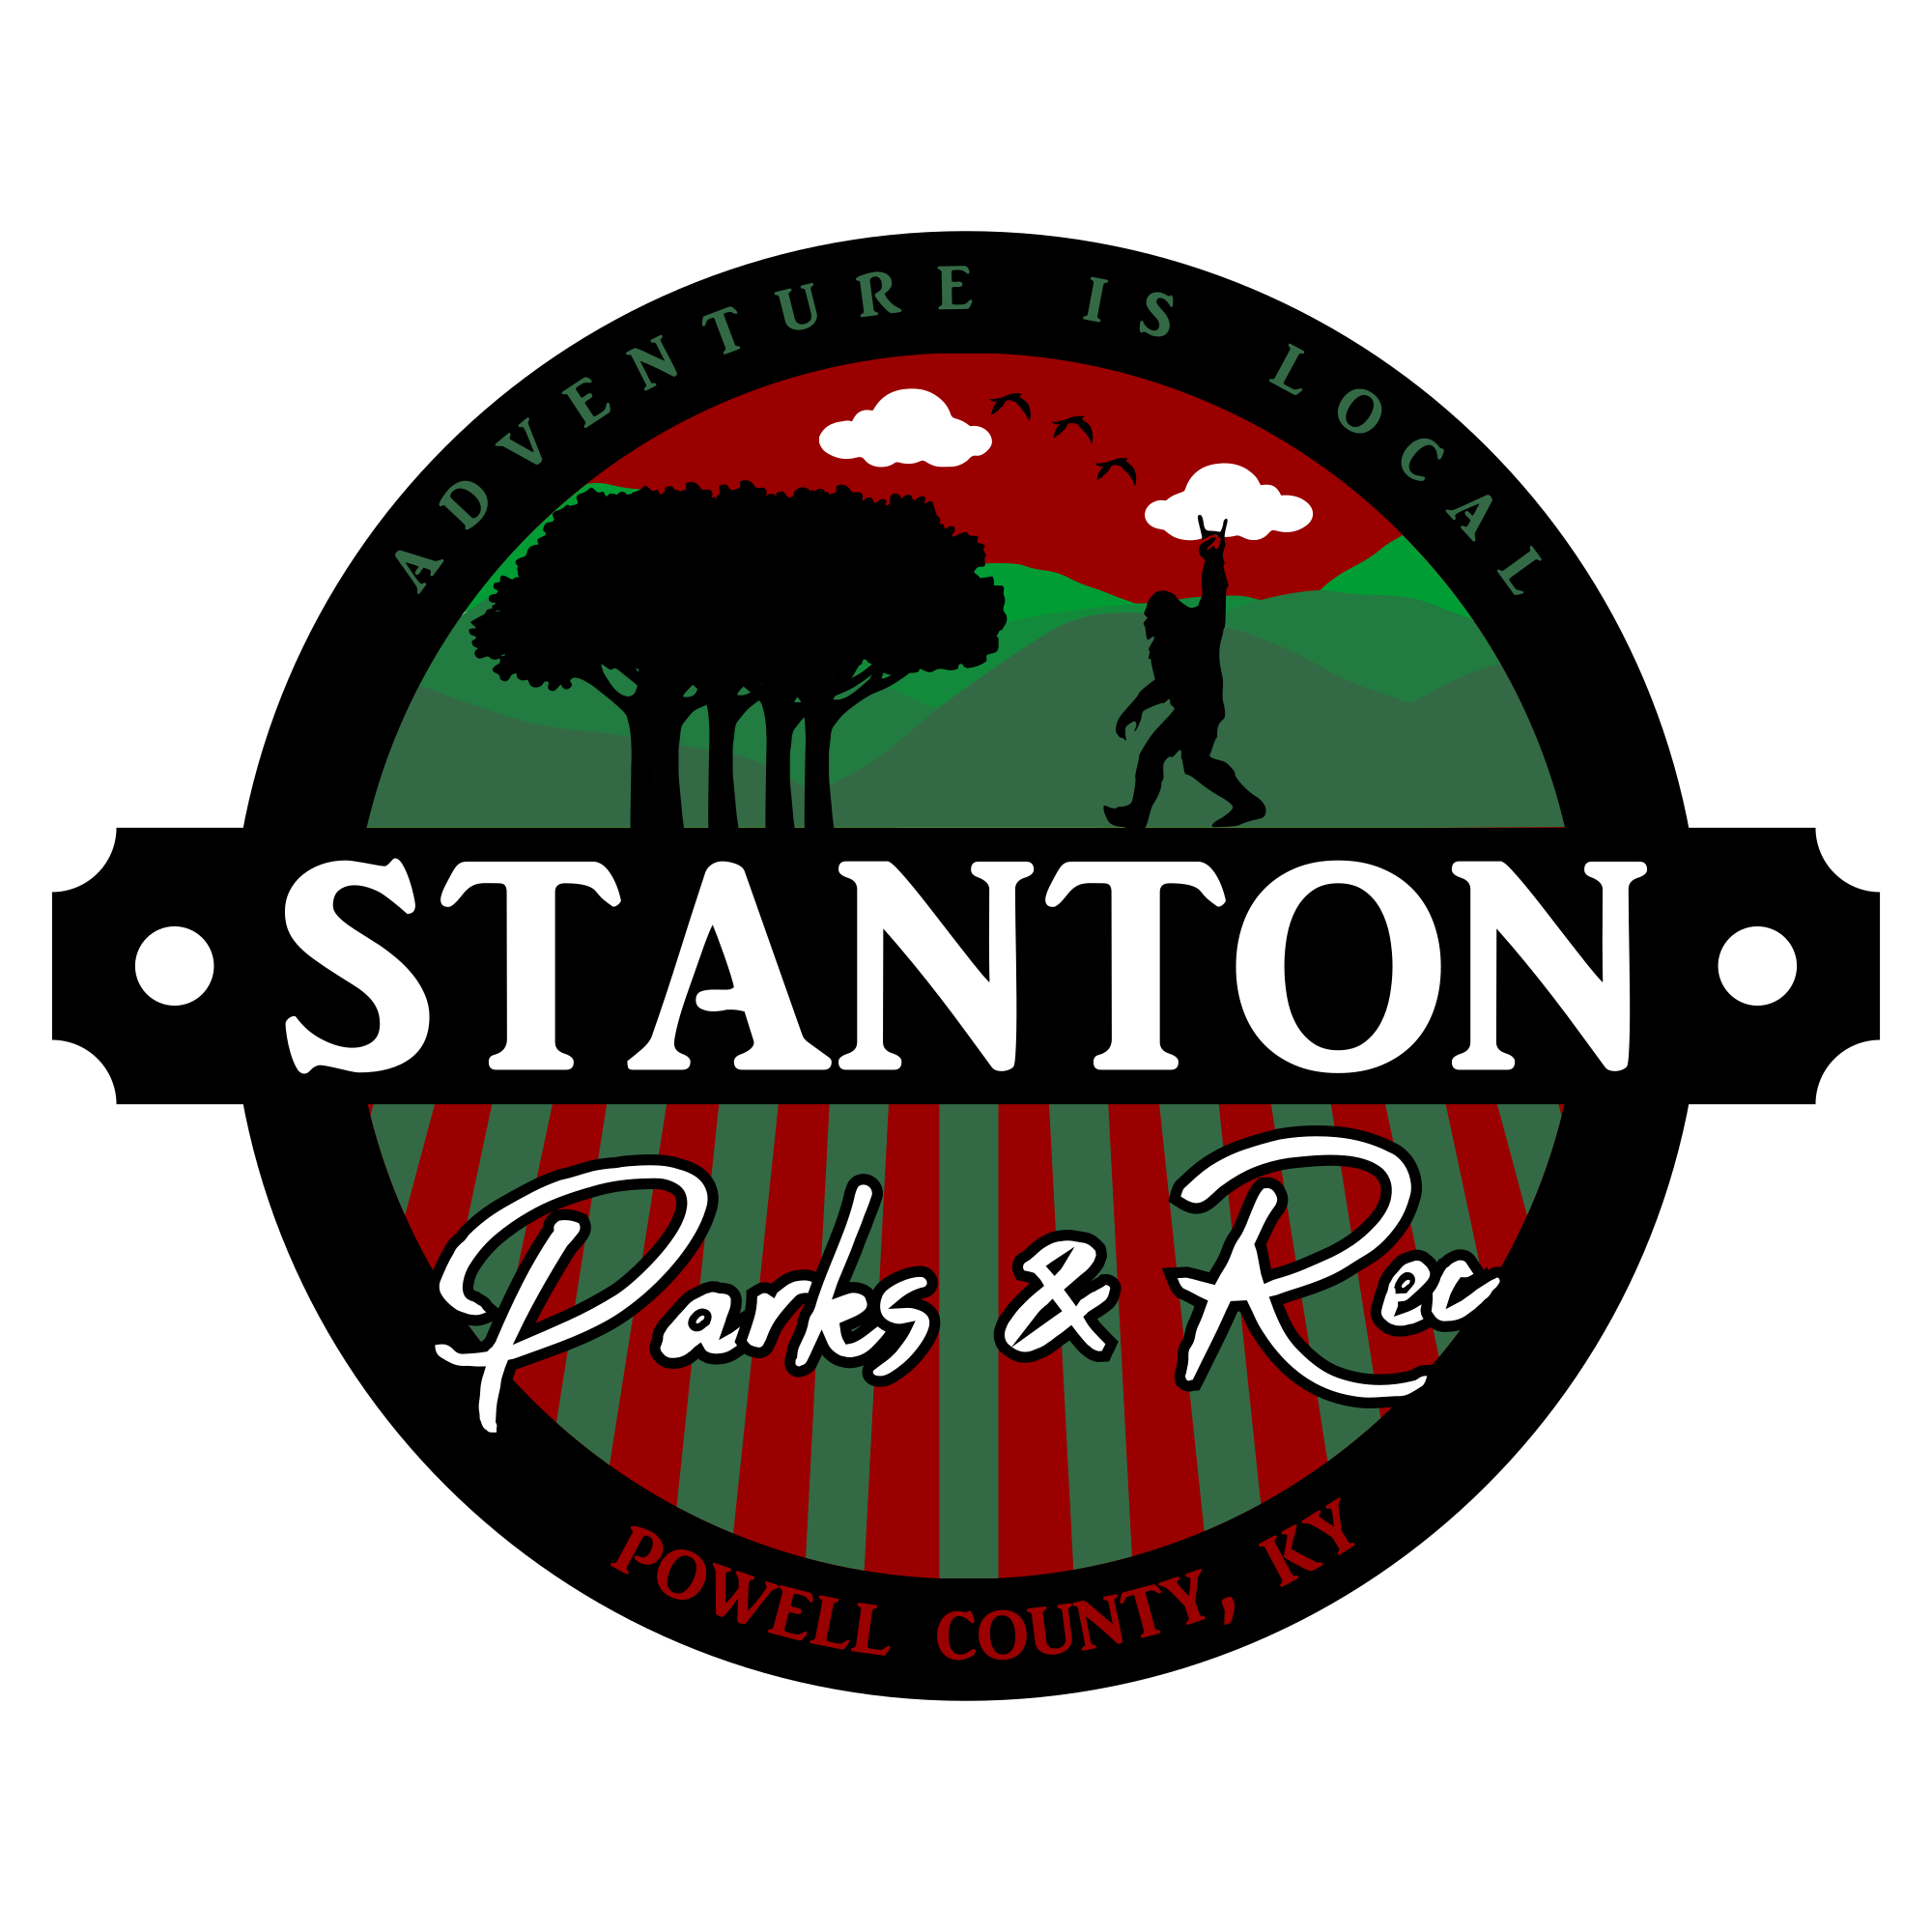 ADVENTURE IS LOCAL
STANTON
Parks & Rec
POWELL COUNTY, KY